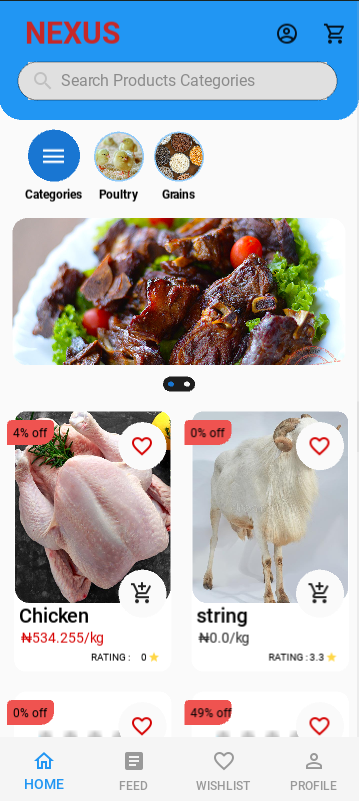 NEXUS
Search Products Categories
Categories
Poultry
Grains
4% off
0% off
Chicken
₦534.255/kg
RATING : 0
string
₦0.0/kg
RATING : 3.3
0% off
49% off
HOME
FEED
WISHLIST
PROFILE